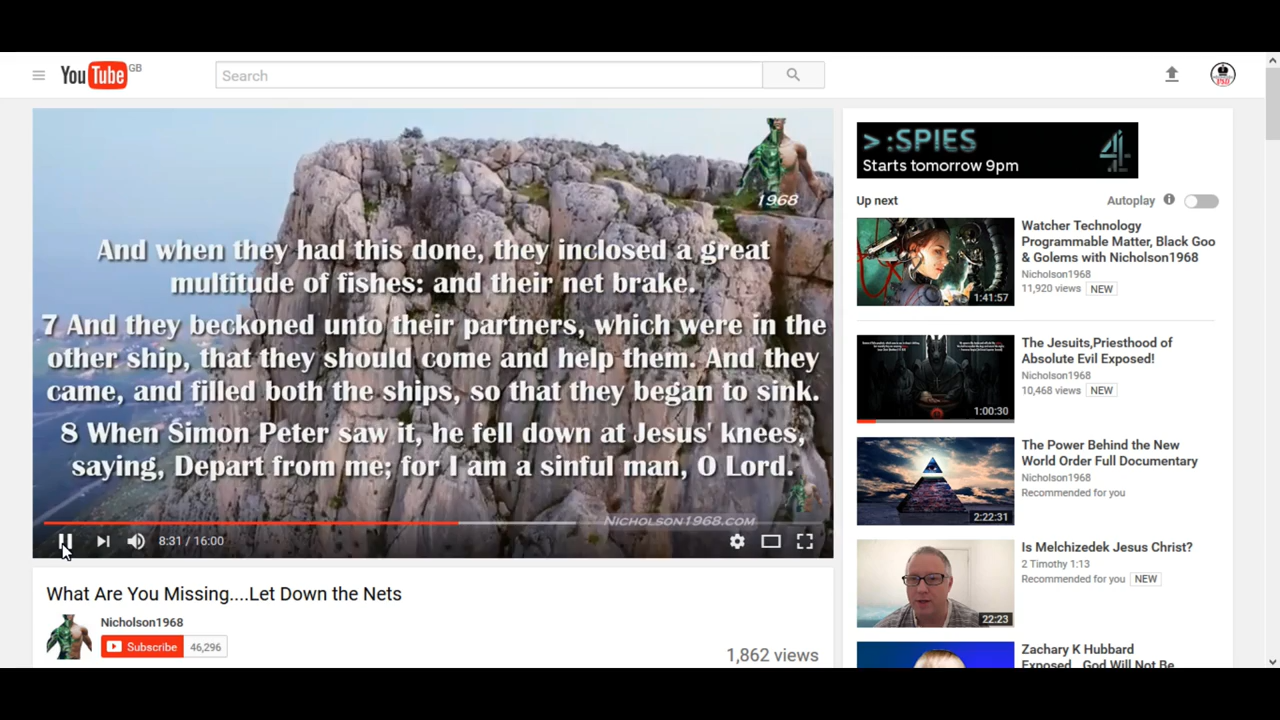 YouTube GB
Search
1968
And when they had this done, they inclosed a great
multitude of fishes: and their net brake.
7 And they beckoned unto their partners, which were in the
other ship, that they should come and help them. And they
came, and filled both the ships, so that they began to sink.
8 When Simon Peter saw it, he fell down at Jesus' knees,
saying, Depart from me; for I am a sinful man, O Lord.
Nicholson1968.com
8:31 / 16:00
What Are You Missing....Let Down the Nets
Nicholson1968
Subscribe 46,296
1,862 views
>:SPIES
Starts tomorrow 9pm
4
Up next
Autoplay
Watcher Technology
Programmable Matter, Black Goo
& Golems with Nicholson1968
Nicholson1968
11,920 views NEW
1:41:57
The Jesuits,Priesthood of
Absolute Evil Exposed!
Nicholson1968
10,468 views NEW
1:00:30
The Power Behind the New
World Order Full Documentary
Nicholson1968
Recommended for you
2:22:31
Is Melchizedek Jesus Christ?
2 Timothy 1:13
Recommended for you NEW
22:23
Zachary K Hubbard
Exposed...God Will Not Be